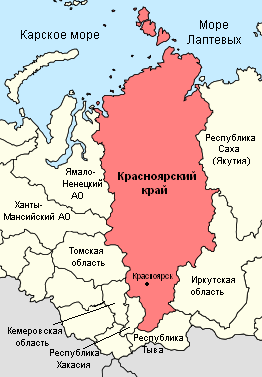 Карское море
Море
Лаптевых
Республика
Саха
(Якутия)
Ямало-
Ненецкий
АО
Красноярский
край
Ханты-
Мансийский АО
Томская
область
Красноярск
Иркутская
область
Кемеровская
область
Республика
Хакасия
Республика
Тыва